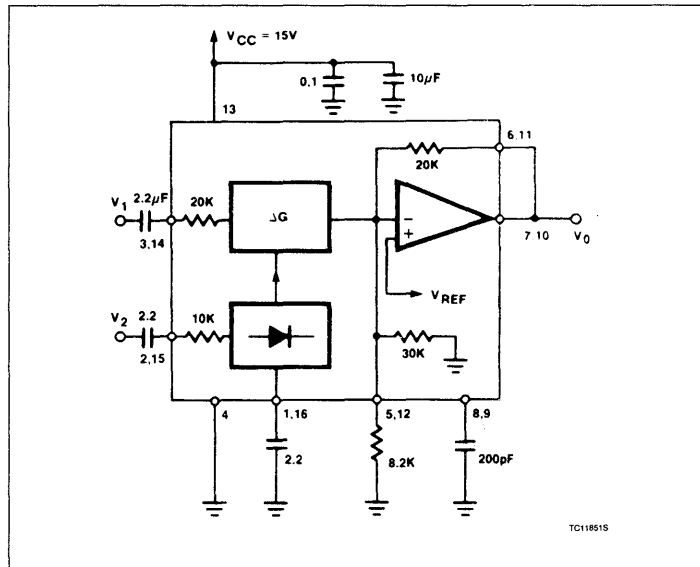 VCC = 15V
0.1
10µF
13
6,11
20K
V1
2.2µF
3,14
20K
ΔG
−
+
7,10
V0
VREF
V2
2.2
2,15
10K
30K
4
1,16
5,12
8,9
2.2
8.2K
200pF
TC11851S